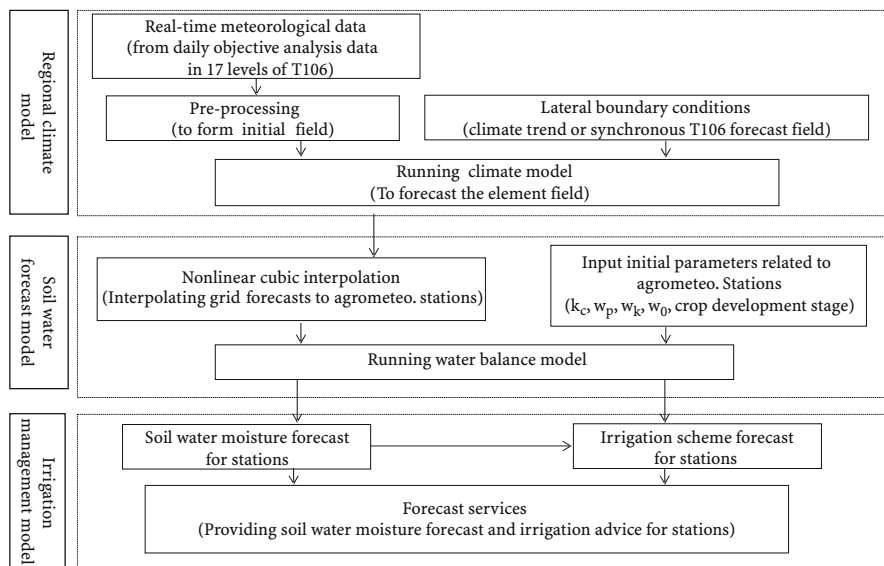 Regional climate
model
Real-time meteorological data
(from daily objective analysis data
in 17 levels of T106)
Pre-processing
(to form initial field)
Lateral boundary conditions
(climate trend or synchronous T106 forecast field)
Running climate model
(To forecast the element field)
Soil water
forecast model
Nonlinear cubic interpolation
(Interpolating grid forecasts to agrometeo. stations)
Input initial parameters related to
agrometeo. Stations
(k_c, w_p, w_k, w_0, crop development stage)
Running water balance model
Irrigation
management model
Soil water moisture forecast
for stations
Irrigation scheme forecast
for stations
Forecast services
(Providing soil water moisture forecast and irrigation advice for stations)